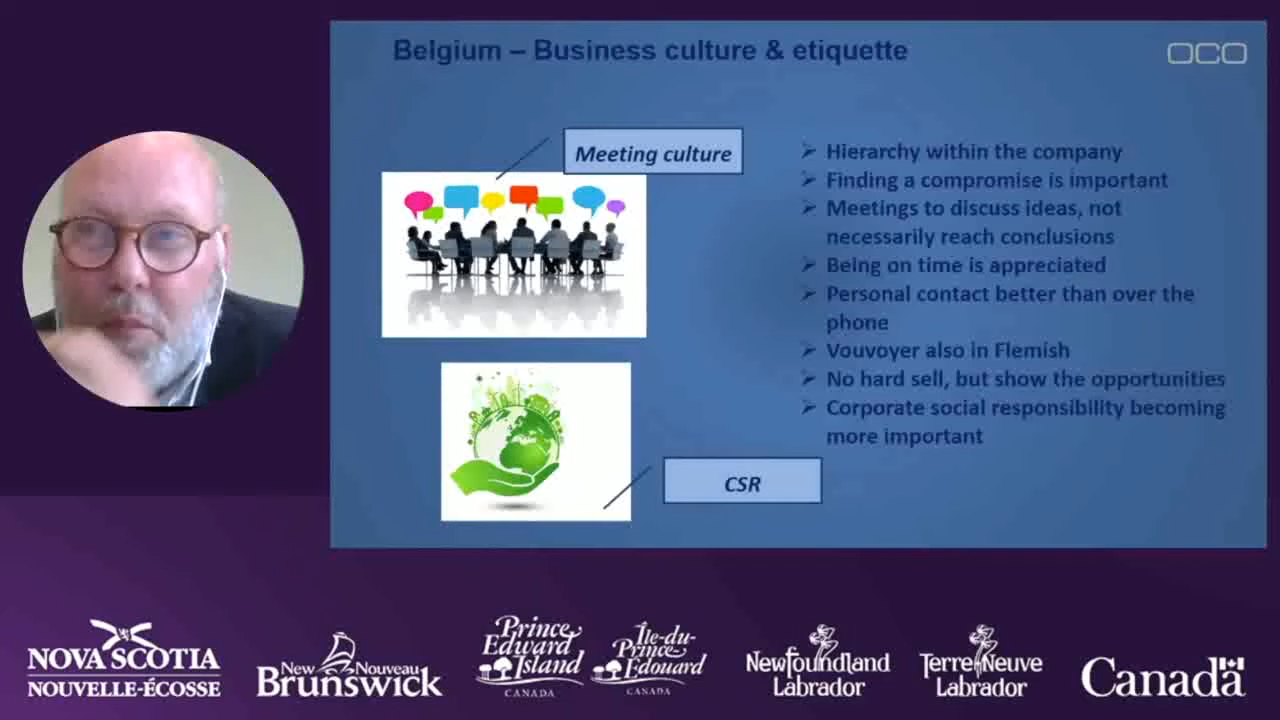 Belgium – Business culture & etiquette
OCO
Meeting culture
➢ Hierarchy within the company
➢ Finding a compromise is important
➢ Meetings to discuss ideas, not
necessarily reach conclusions
➢ Being on time is appreciated
➢ Personal contact better than over the
phone
➢ Vouvoyer also in Flemish
➢ No hard sell, but show the opportunities
➢ Corporate social responsibility becoming
more important
CSR
NOVA SCOTIA
NOUVELLE-ÉCOSSE
New Nouveau
Brunswick
Prince
Edward
Island
CANADA
Île-du-
Prince
Édouard
CANADA
Newfoundland
Labrador
Terre Neuve
Labrador
Canada